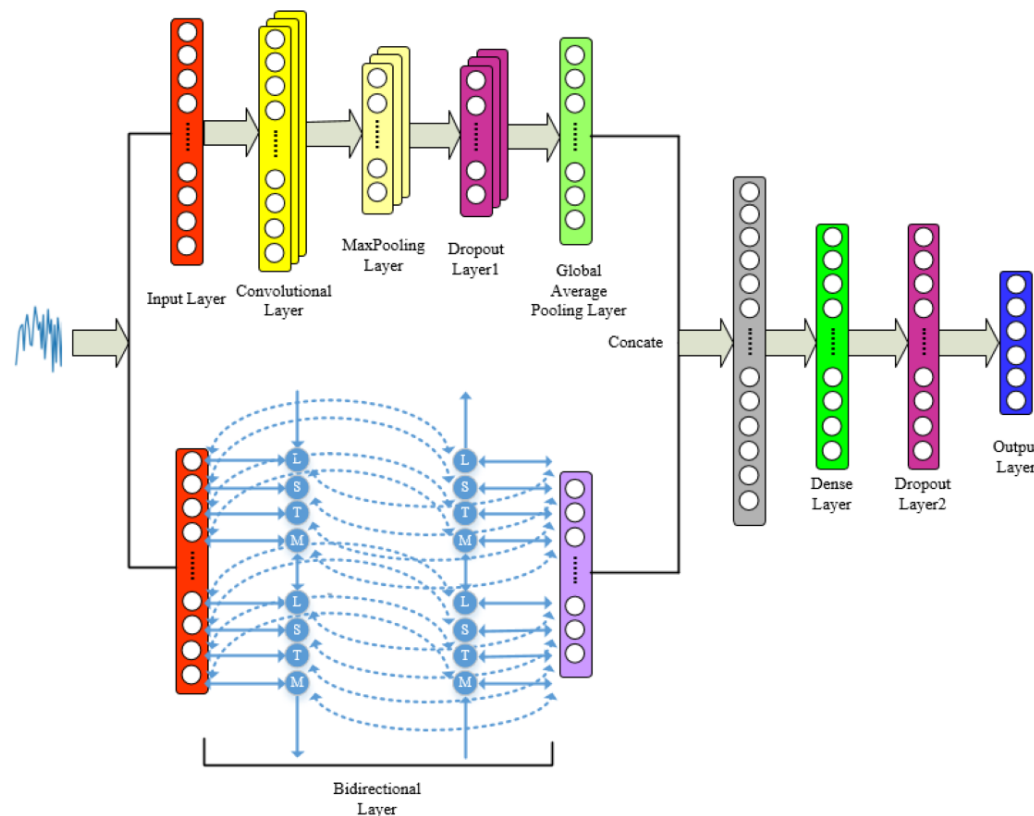 Input Layer
Convolutional
Layer
MaxPooling
Layer
Dropout
Layer1
Global
Average
Pooling Layer
Concate
Dense
Layer
Dropout
Layer2
Output
Layer
L
S
T
M
L
S
T
M
L
S
T
M
L
S
T
M
Bidirectional
Layer